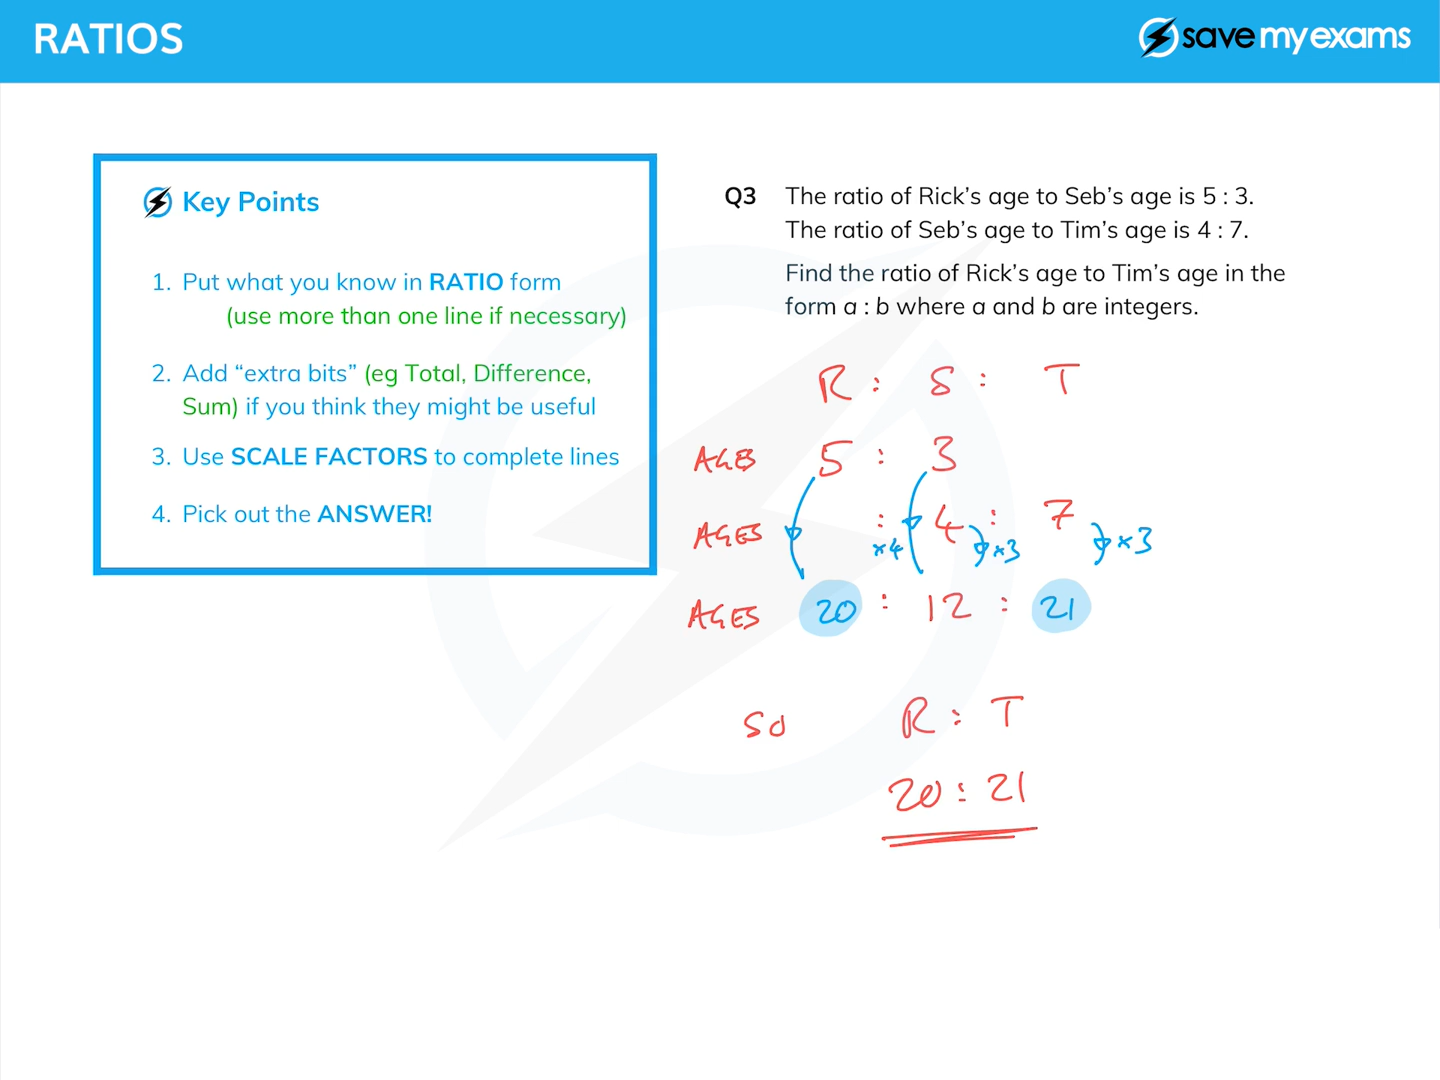 RATIOS
save my exams
Key Points
1. Put what you know in RATIO form
(use more than one line if necessary)
2. Add “extra bits” (eg Total, Difference,
Sum) if you think they might be useful
3. Use SCALE FACTORS to complete lines
4. Pick out the ANSWER!
Q3 The ratio of Rick’s age to Seb’s age is 5 : 3.
The ratio of Seb’s age to Tim’s age is 4 : 7.
Find the ratio of Rick’s age to Tim’s age in the
form a : b where a and b are integers.
R : S : T
AGES 5 : 3
AGES : 4 : 7
×4 ×3 ×3
AGES 20 : 12 : 21
SO R : T
20 : 21